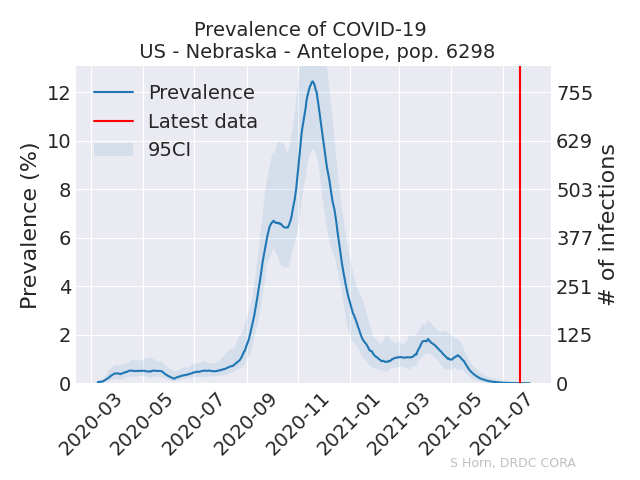 Prevalence of COVID-19
US - Nebraska - Antelope, pop. 6298
Prevalence
Latest data
95CI
Prevalence (%)
12
10
8
6
4
2
0
755
629
503
377
251
125
0
# of infections
2020-03
2020-05
2020-07
2020-09
2020-11
2021-01
2021-03
2021-05
2021-07
S Horn, DRDC CORA